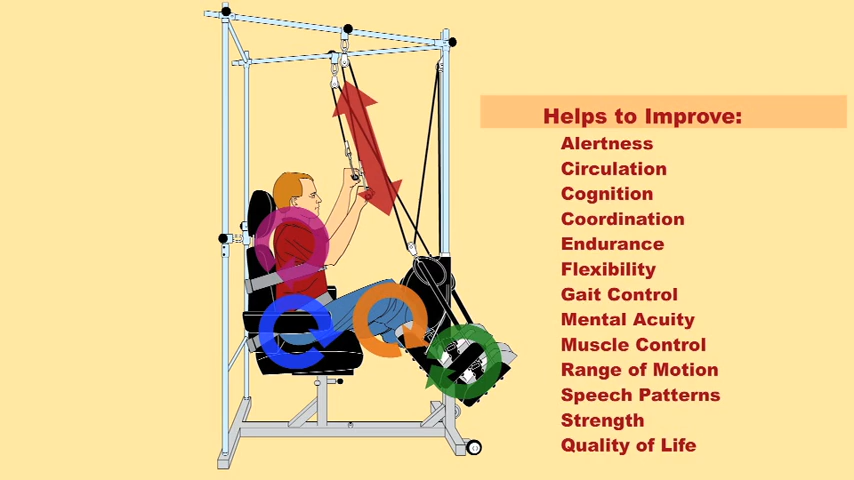 Helps to Improve:
Alertness
Circulation
Cognition
Coordination
Endurance
Flexibility
Gait Control
Mental Acuity
Muscle Control
Range of Motion
Speech Patterns
Strength
Quality of Life